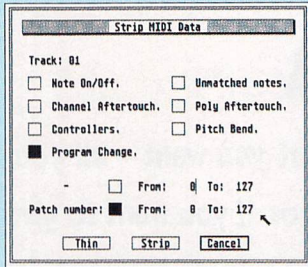 Strip MIDI Data
Track: 01
Note On/Off. Unmatched notes.
Channel Aftertouch. Poly Aftertouch.
Controllers. Pitch Bend.
Program Change.
- From: 0 To: 127
Patch number: From: 0 To: 127
Thin Strip Cancel